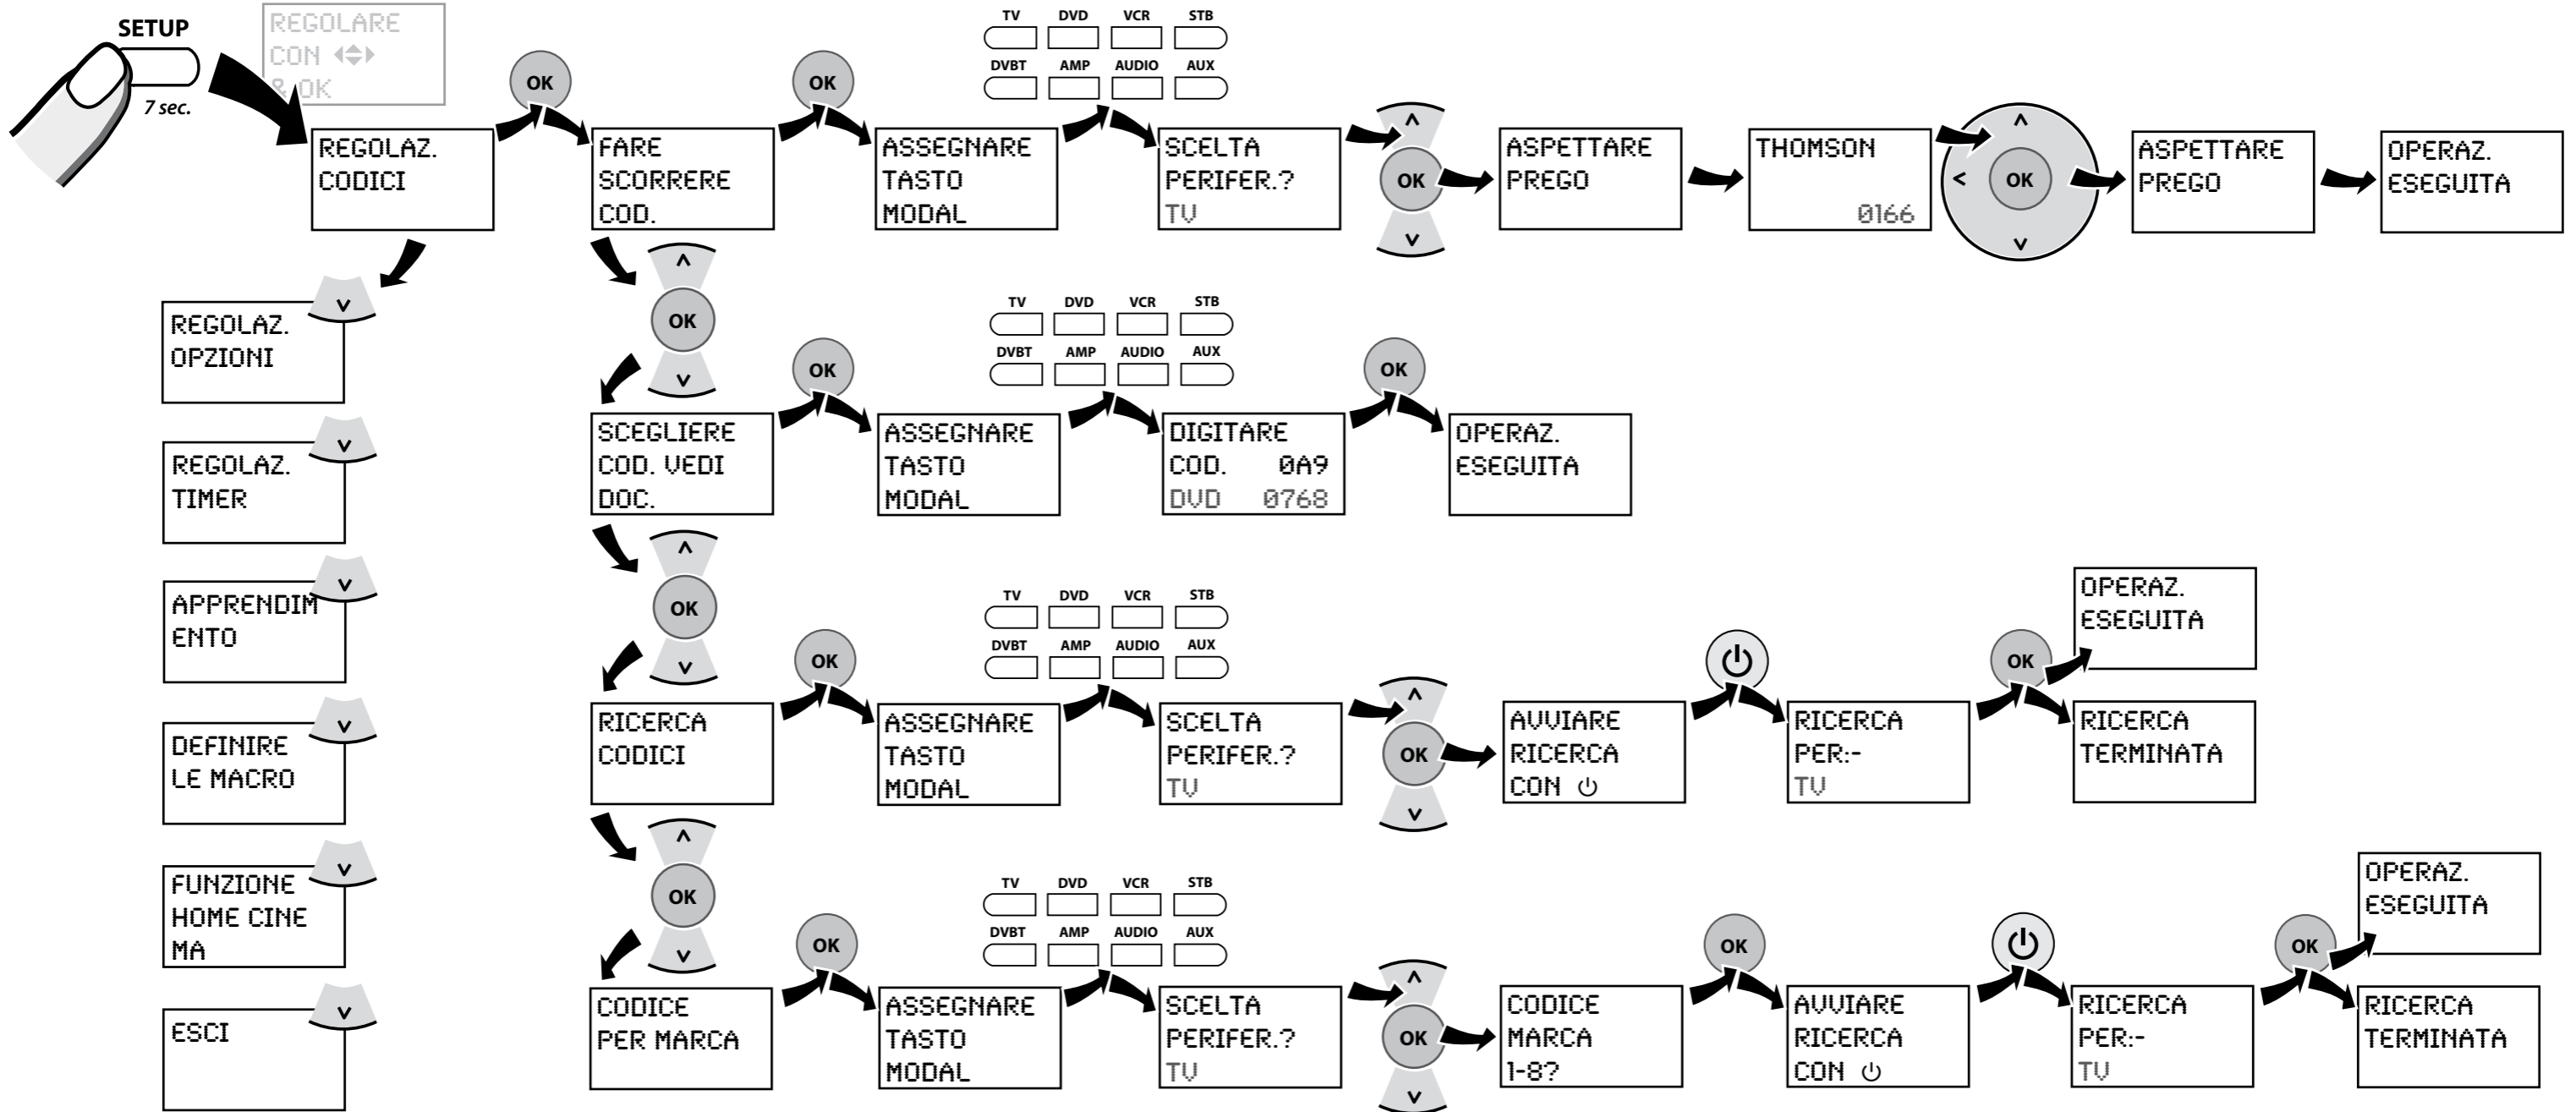 SETUP
7 sec.
REGOLARE
CON
& OK
OK
OK
TV DVD VCR STB
DVBT AMP AUDIO AUX
REGOLAZ.
CODICI
FARE
SCORRERE
COD.
ASSEGNARE
TASTO
MODAL
SCELTA
PERIFER.?
TV
OK
ASPETTARE
PREGO
THOMSON
0166
OK
ASPETTARE
PREGO
OPERAZ.
ESEGUITA
REGOLAZ.
OPZIONI
REGOLAZ.
TIMER
APPRENDIM
ENTO
DEFINIRE
LE MACRO
FUNZIONE
HOME CINE
MA
ESCI
OK
SCEGLIERE
COD. VEDI
DOC.
OK
ASSEGNARE
TASTO
MODAL
TV DVD VCR STB
DVBT AMP AUDIO AUX
DIGITARE
COD. 0A9
DVD 0768
OK
OPERAZ.
ESEGUITA
OK
RICERCA
CODICI
OK
ASSEGNARE
TASTO
MODAL
TV DVD VCR STB
DVBT AMP AUDIO AUX
SCELTA
PERIFER.?
TV
OK
AVVIARE
RICERCA
CON
RICERCA
PER:-
TV
OK
OPERAZ.
ESEGUITA
RICERCA
TERMINATA
OK
CODICE
PER MARCA
OK
ASSEGNARE
TASTO
MODAL
TV DVD VCR STB
DVBT AMP AUDIO AUX
SCELTA
PERIFER.?
TV
OK
CODICE
MARCA
1-8?
OK
AVVIARE
RICERCA
CON
RICERCA
PER:-
TV
OK
OPERAZ.
ESEGUITA
RICERCA
TERMINATA